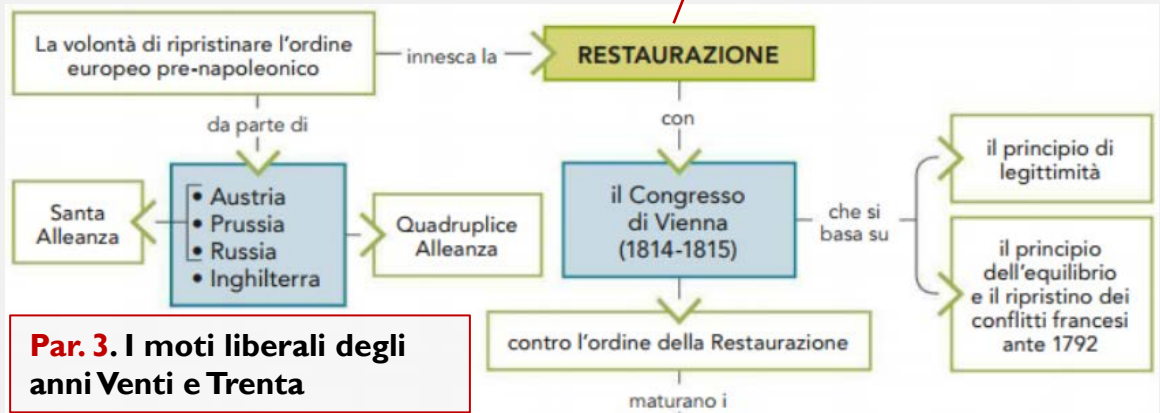 La volontà di ripristinare l'ordine
europeo pre-napoleonico
innesca la
RESTAURAZIONE
da parte di
con
Santa
Alleanza
• Austria
• Prussia
• Russia
• Inghilterra
Quadruplice
Alleanza
il Congresso
di Vienna
(1814-1815)
che si
basa su
il principio di
legittimità
il principio
dell'equilibrio
e il ripristino dei
conflitti francesi
ante 1792
Par. 3. I moti liberali degli
anni Venti e Trenta
contro l'ordine della Restaurazione
maturano i